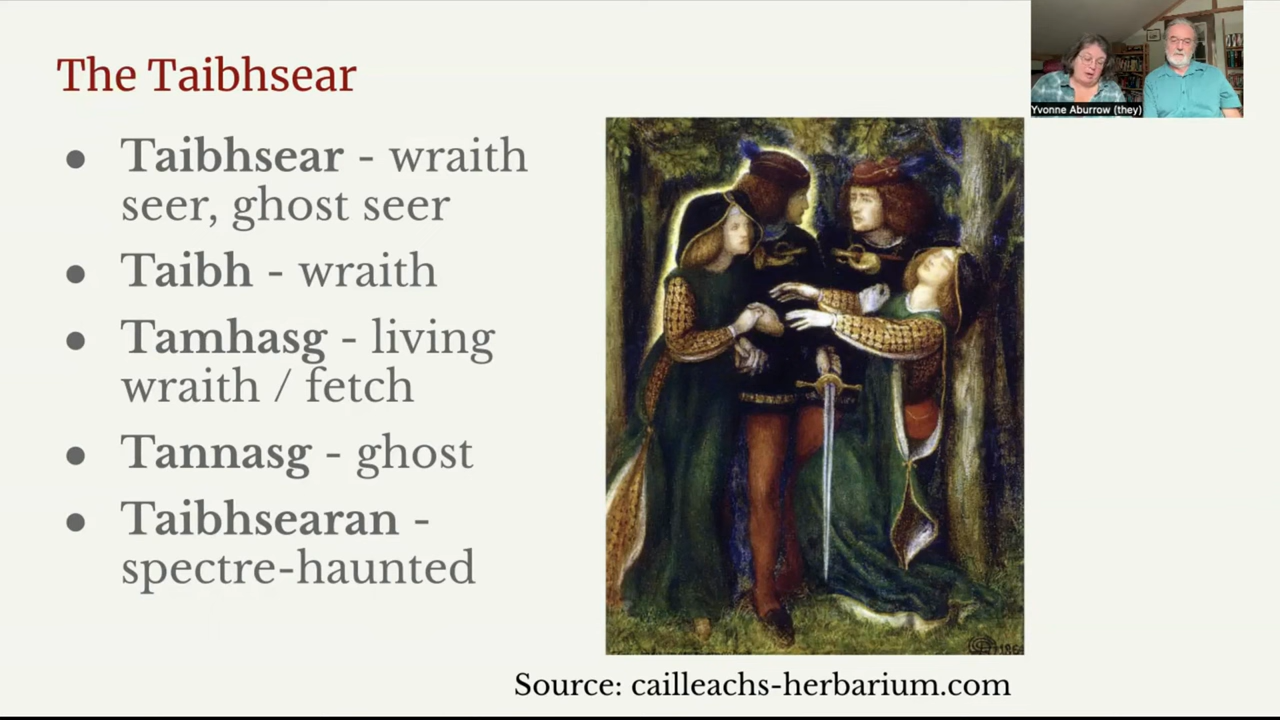 The Taibhsear
Yvonne Aburrow (they)
● Taibhsear - wraith
seer, ghost seer
● Taibh - wraith
● Tamhasg - living
wraith / fetch
● Tannasg - ghost
● Taibhsearan -
spectre-haunted
Source: cailleachs-herbarium.com